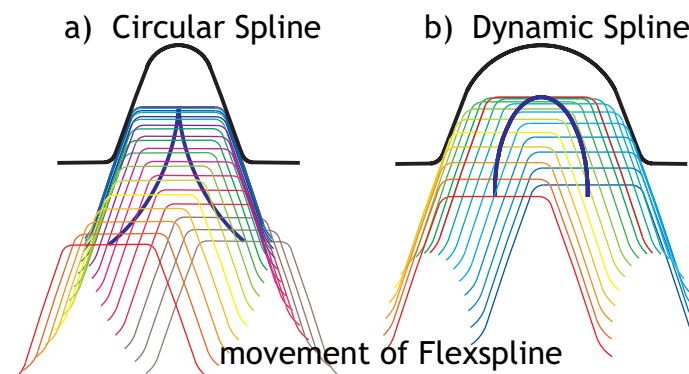 a) Circular Spline
b) Dynamic Spline
movement of Flexspline